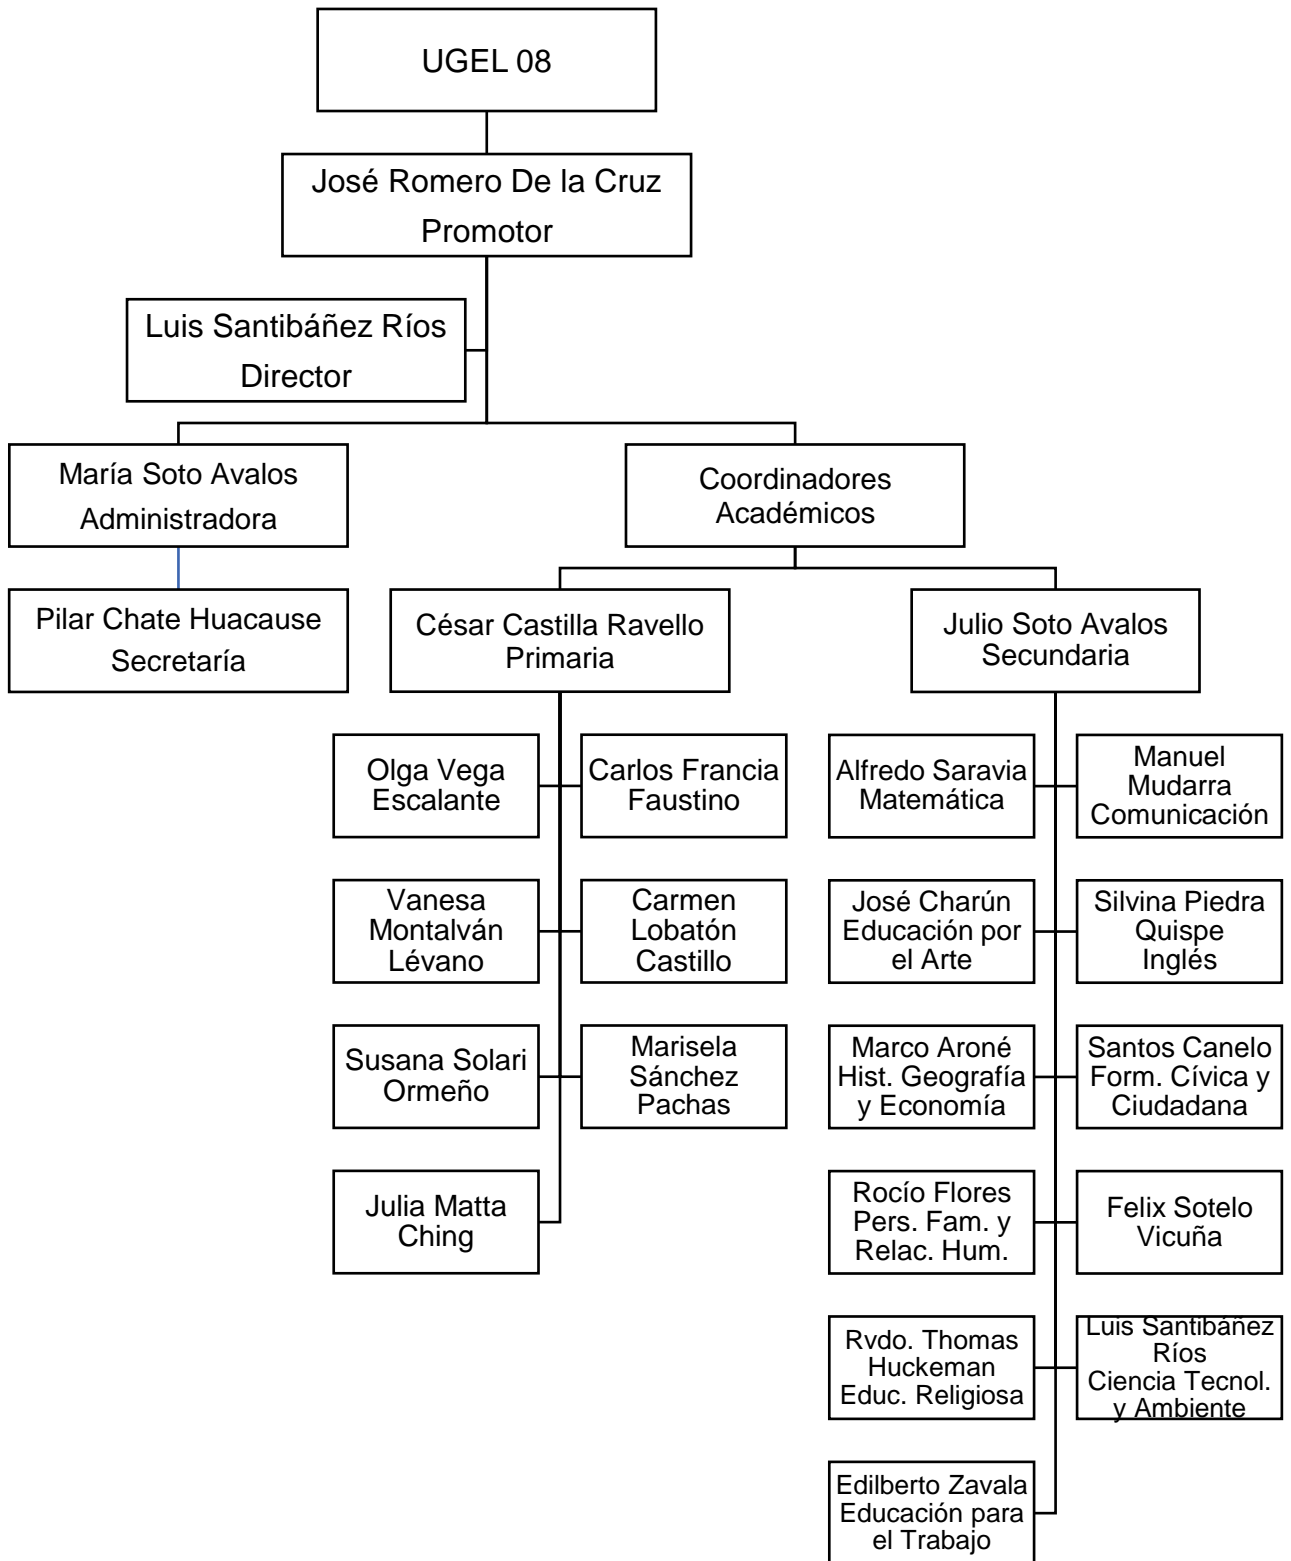 UGEL 08
José Romero De la Cruz
Promotor
Luis Santibáñez Ríos
Director
María Soto Avalos
Administradora
Coordinadores
Académicos
Pilar Chate Huacause
Secretaría
César Castilla Ravello
Primaria
Julio Soto Avalos
Secundaria
Olga Vega
Escalante
Carlos Francia
Faustino
Alfredo Saravia
Matemática
Manuel
Mudarra
Comunicación
Vanesa
Montalván
Lévano
Carmen
Lobatón
Castillo
José Charún
Educación por
el Arte
Silvina Piedra
Quispe
Inglés
Susana Solari
Ormeño
Marisela
Sánchez
Pachas
Marco Aroné
Hist. Geografía
y Economía
Santos Canelo
Form. Cívica y
Ciudadana
Julia Matta
Ching
Rocío Flores
Pers. Fam. y
Relac. Hum.
Felix Sotelo
Vicuña
Rvdo. Thomas
Huckeman
Educ. Religiosa
Luis Santibáñez
Ríos
Ciencia Tecnol.
y Ambiente
Edilberto Zavala
Educación para
el Trabajo